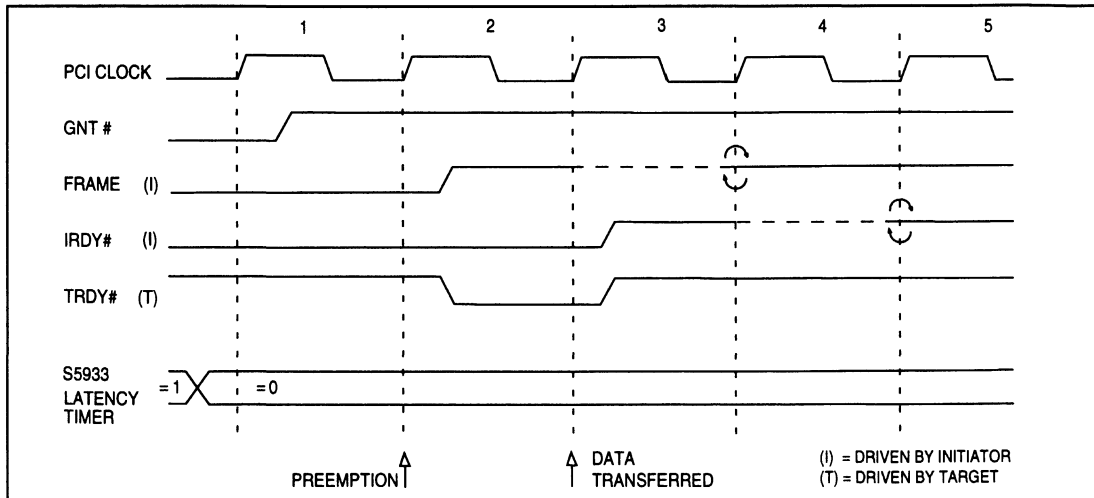 1 2 3 4 5
PCI CLOCK
GNT #
FRAME (I)
IRDY# (I)
TRDY# (T)
S5933
LATENCY
TIMER
=1 =0
PREEMPTION
DATA
TRANSFERRED
(I) = DRIVEN BY INITIATOR
(T) = DRIVEN BY TARGET